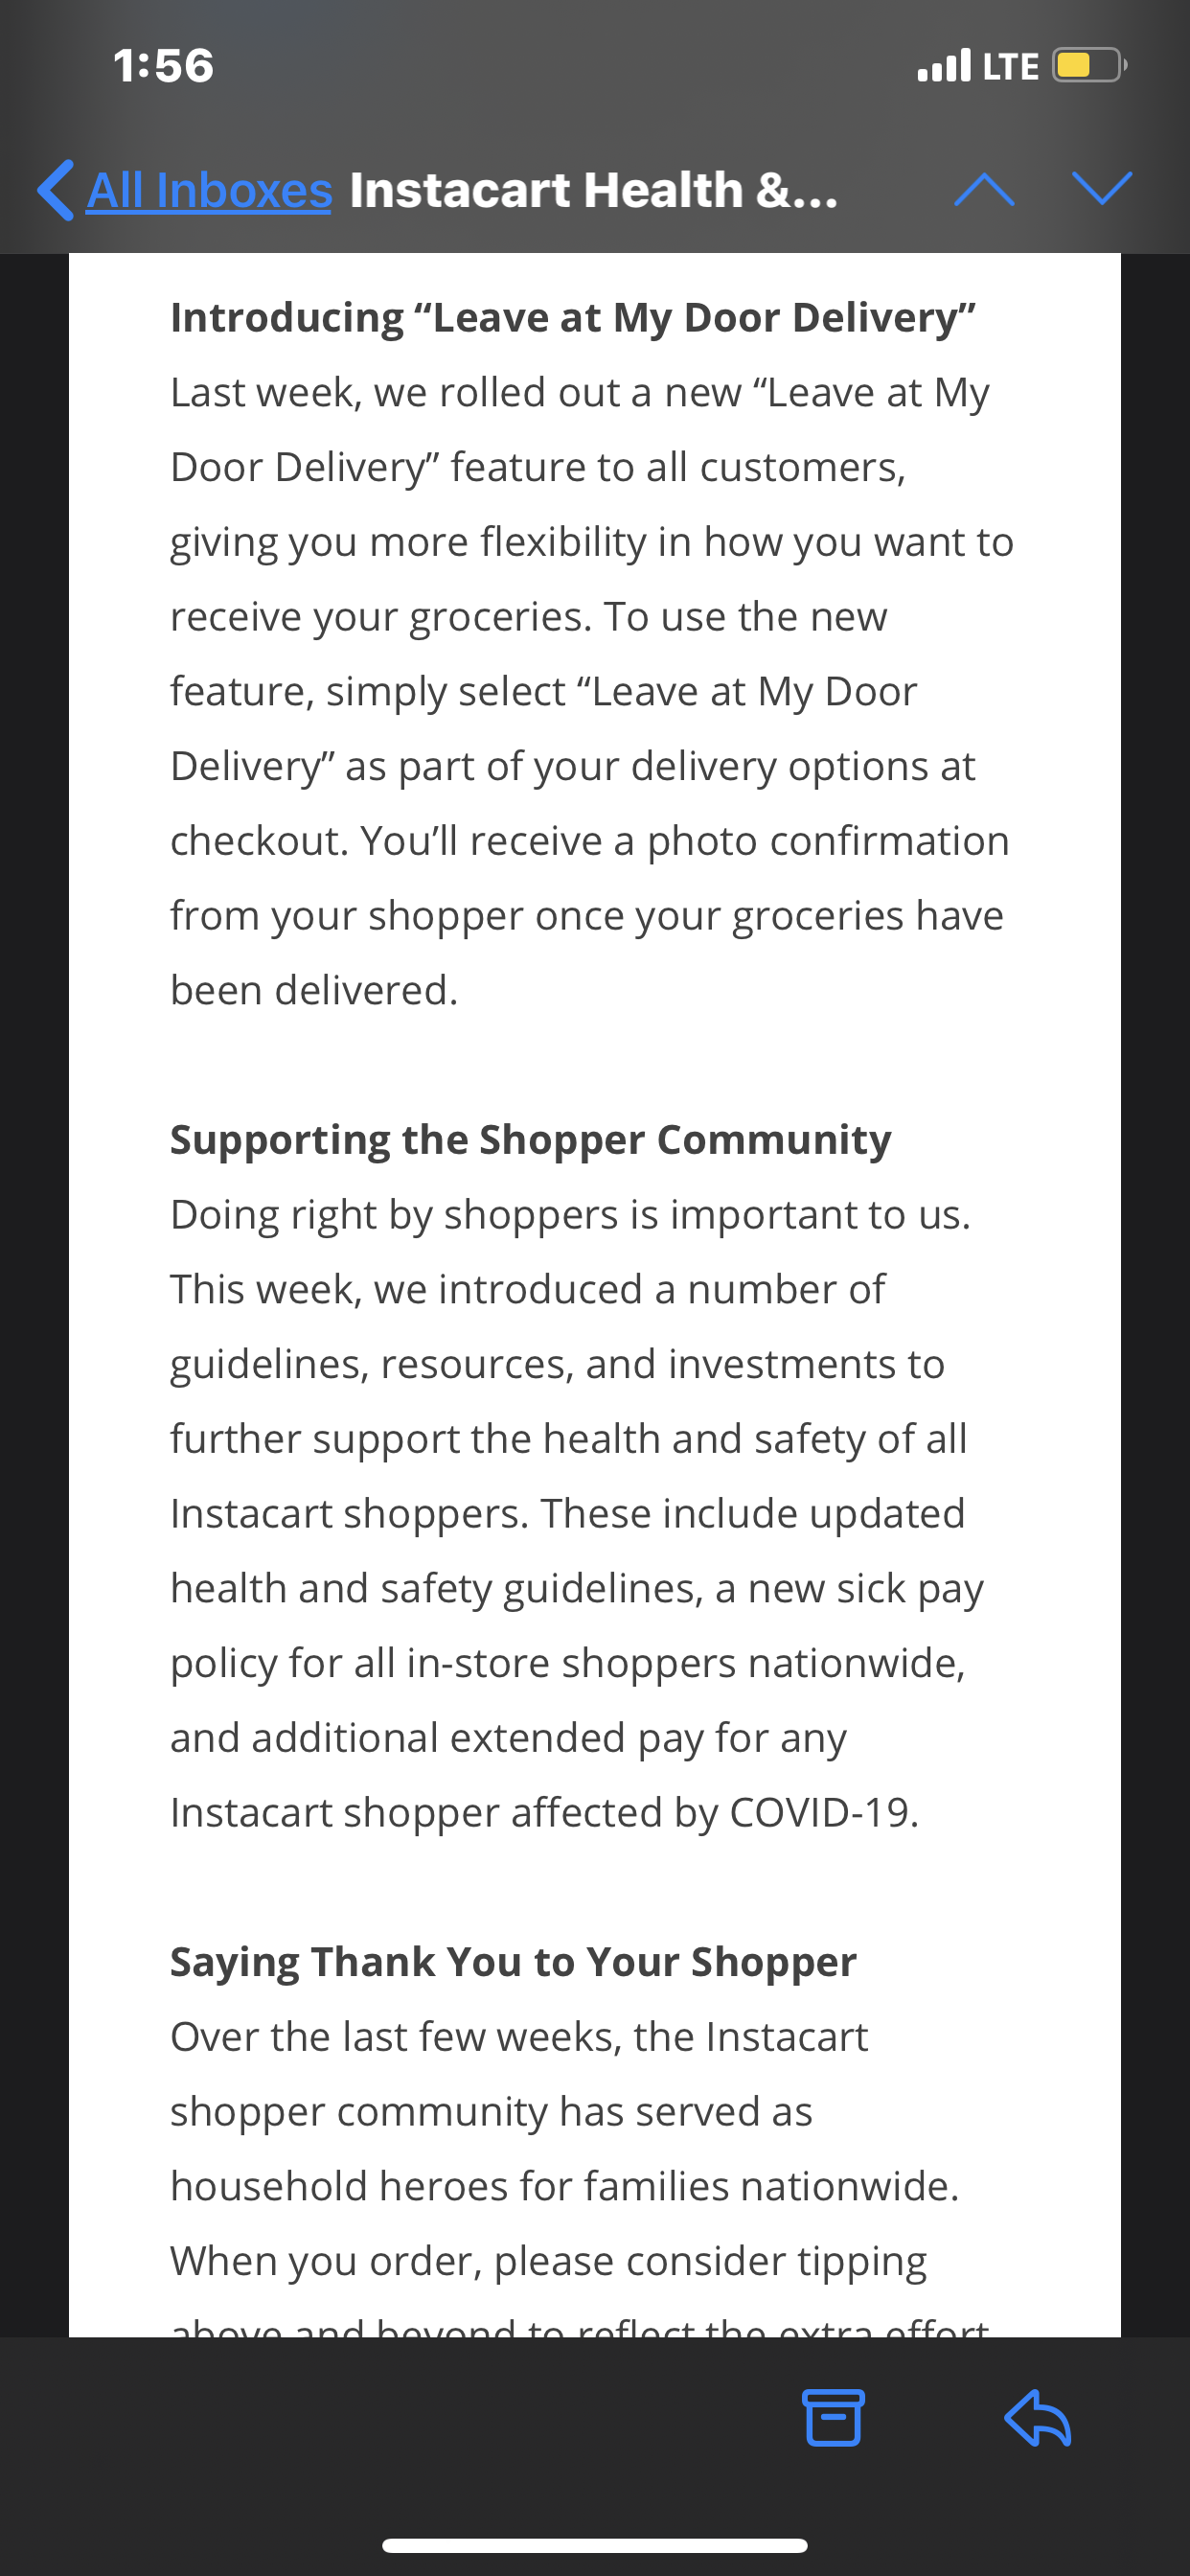 1:56
LTE
All Inboxes Instacart Health &...
Introducing “Leave at My Door Delivery”
Last week, we rolled out a new “Leave at My
Door Delivery” feature to all customers,
giving you more flexibility in how you want to
receive your groceries. To use the new
feature, simply select “Leave at My Door
Delivery” as part of your delivery options at
checkout. You’ll receive a photo confirmation
from your shopper once your groceries have
been delivered.
Supporting the Shopper Community
Doing right by shoppers is important to us.
This week, we introduced a number of
guidelines, resources, and investments to
further support the health and safety of all
Instacart shoppers. These include updated
health and safety guidelines, a new sick pay
policy for all in-store shoppers nationwide,
and additional extended pay for any
Instacart shopper affected by COVID-19.
Saying Thank You to Your Shopper
Over the last few weeks, the Instacart
shopper community has served as
household heroes for families nationwide.
When you order, please consider tipping
above and beyond to reflect the extra effort